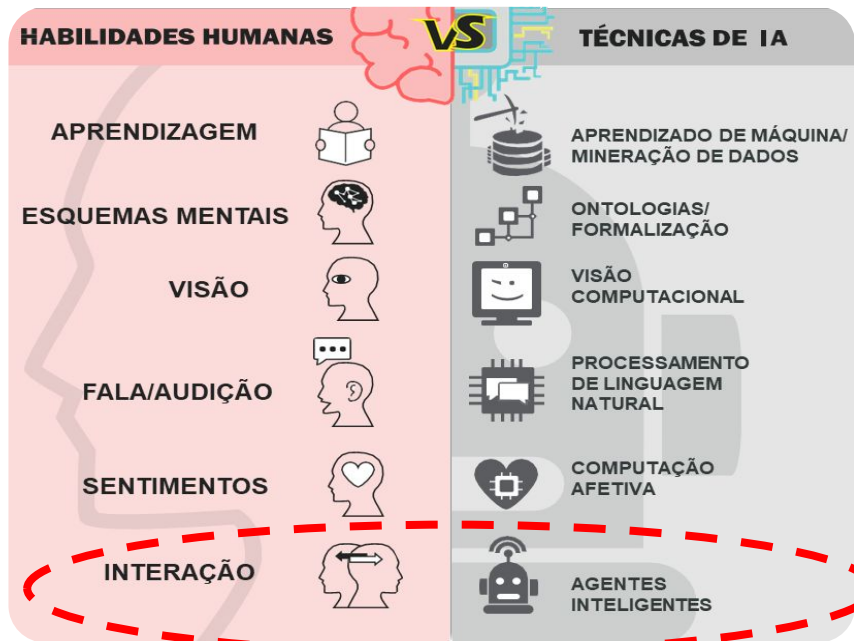 HABILIDADES HUMANAS
VS
TÉCNICAS DE IA
APRENDIZAGEM
APRENDIZADO DE MÁQUINA/
MINERAÇÃO DE DADOS
ESQUEMAS MENTAIS
ONTOLOGIAS/
FORMALIZAÇÃO
VISÃO
VISÃO
COMPUTACIONAL
FALA/AUDIÇÃO
PROCESSAMENTO
DE LINGUAGEM
NATURAL
SENTIMENTOS
COMPUTAÇÃO
AFETIVA
INTERAÇÃO
AGENTES
INTELIGENTES